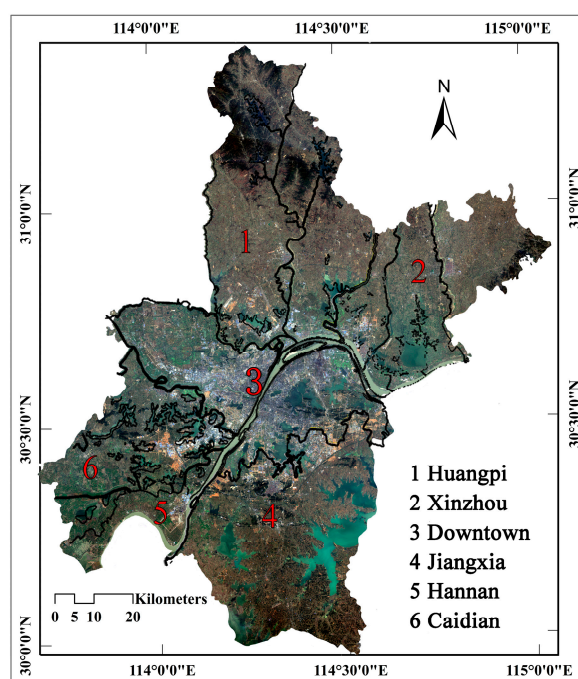 114°0'0"E 114°30'0"E 115°0'0"E
N
31°0'0"N
31°0'0"N
1
2
3
30°30'0"N
30°30'0"N
6
5
4
1 Huangpi
2 Xinzhou
3 Downtown
4 Jiangxia
5 Hannan
6 Caidian
Kilometers
0 5 10 20
30°0'0"N
30°0'0"N
114°0'0"E 114°30'0"E 115°0'0"E